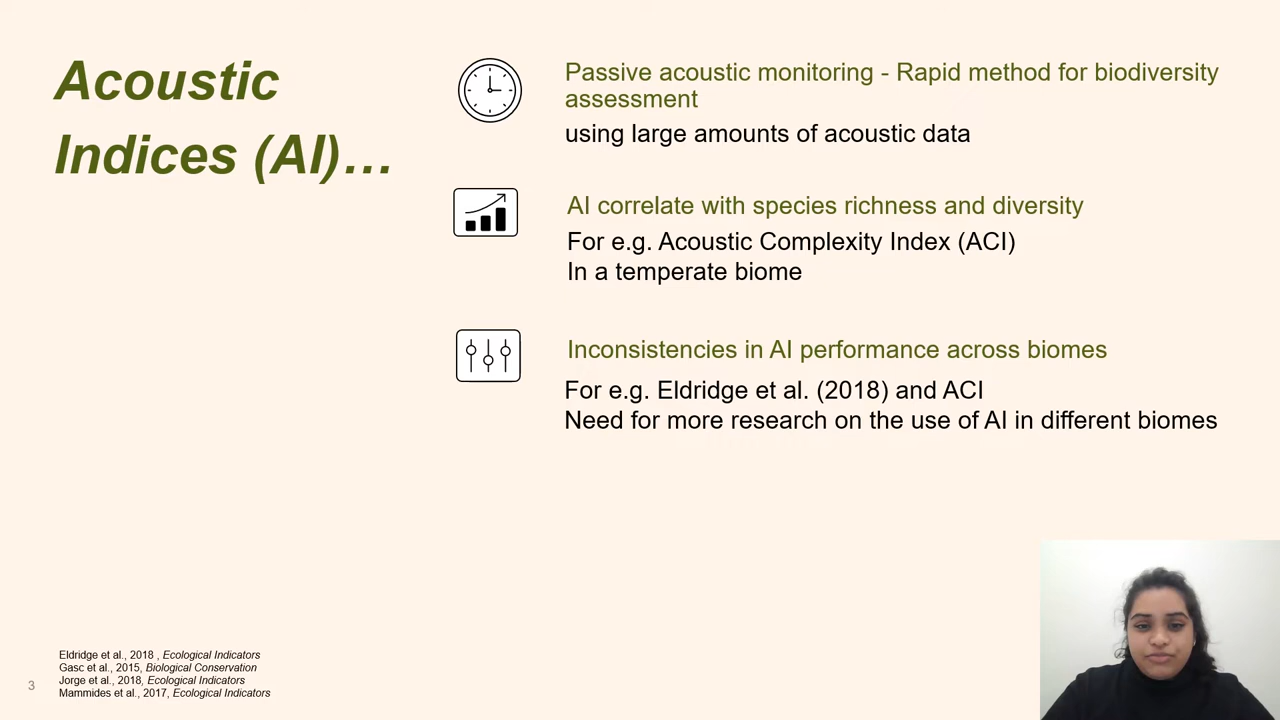 Acoustic
Indices (AI)…
Passive acoustic monitoring - Rapid method for biodiversity
assessment
using large amounts of acoustic data
AI correlate with species richness and diversity
For e.g. Acoustic Complexity Index (ACI)
In a temperate biome
Inconsistencies in AI performance across biomes
For e.g. Eldridge et al. (2018) and ACI
Need for more research on the use of AI in different biomes
Eldridge et al., 2018 , Ecological Indicators
Gasc et al., 2015, Biological Conservation
Jorge et al., 2018, Ecological Indicators
Mammides et al., 2017, Ecological Indicators
3